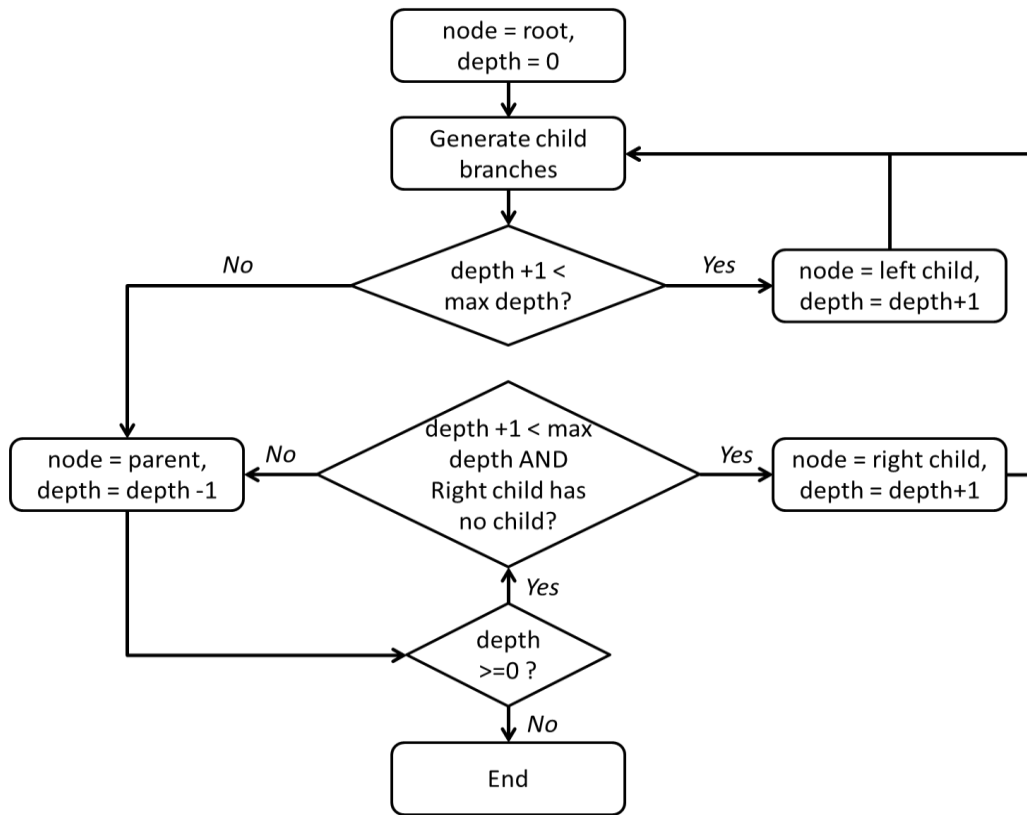 node = root,
depth = 0
Generate child
branches
No
depth +1 <
max depth?
Yes
node = left child,
depth = depth+1
node = parent,
depth = depth -1
No
depth +1 < max
depth AND
Right child has
no child?
Yes
node = right child,
depth = depth+1
Yes
depth
>=0 ?
No
End